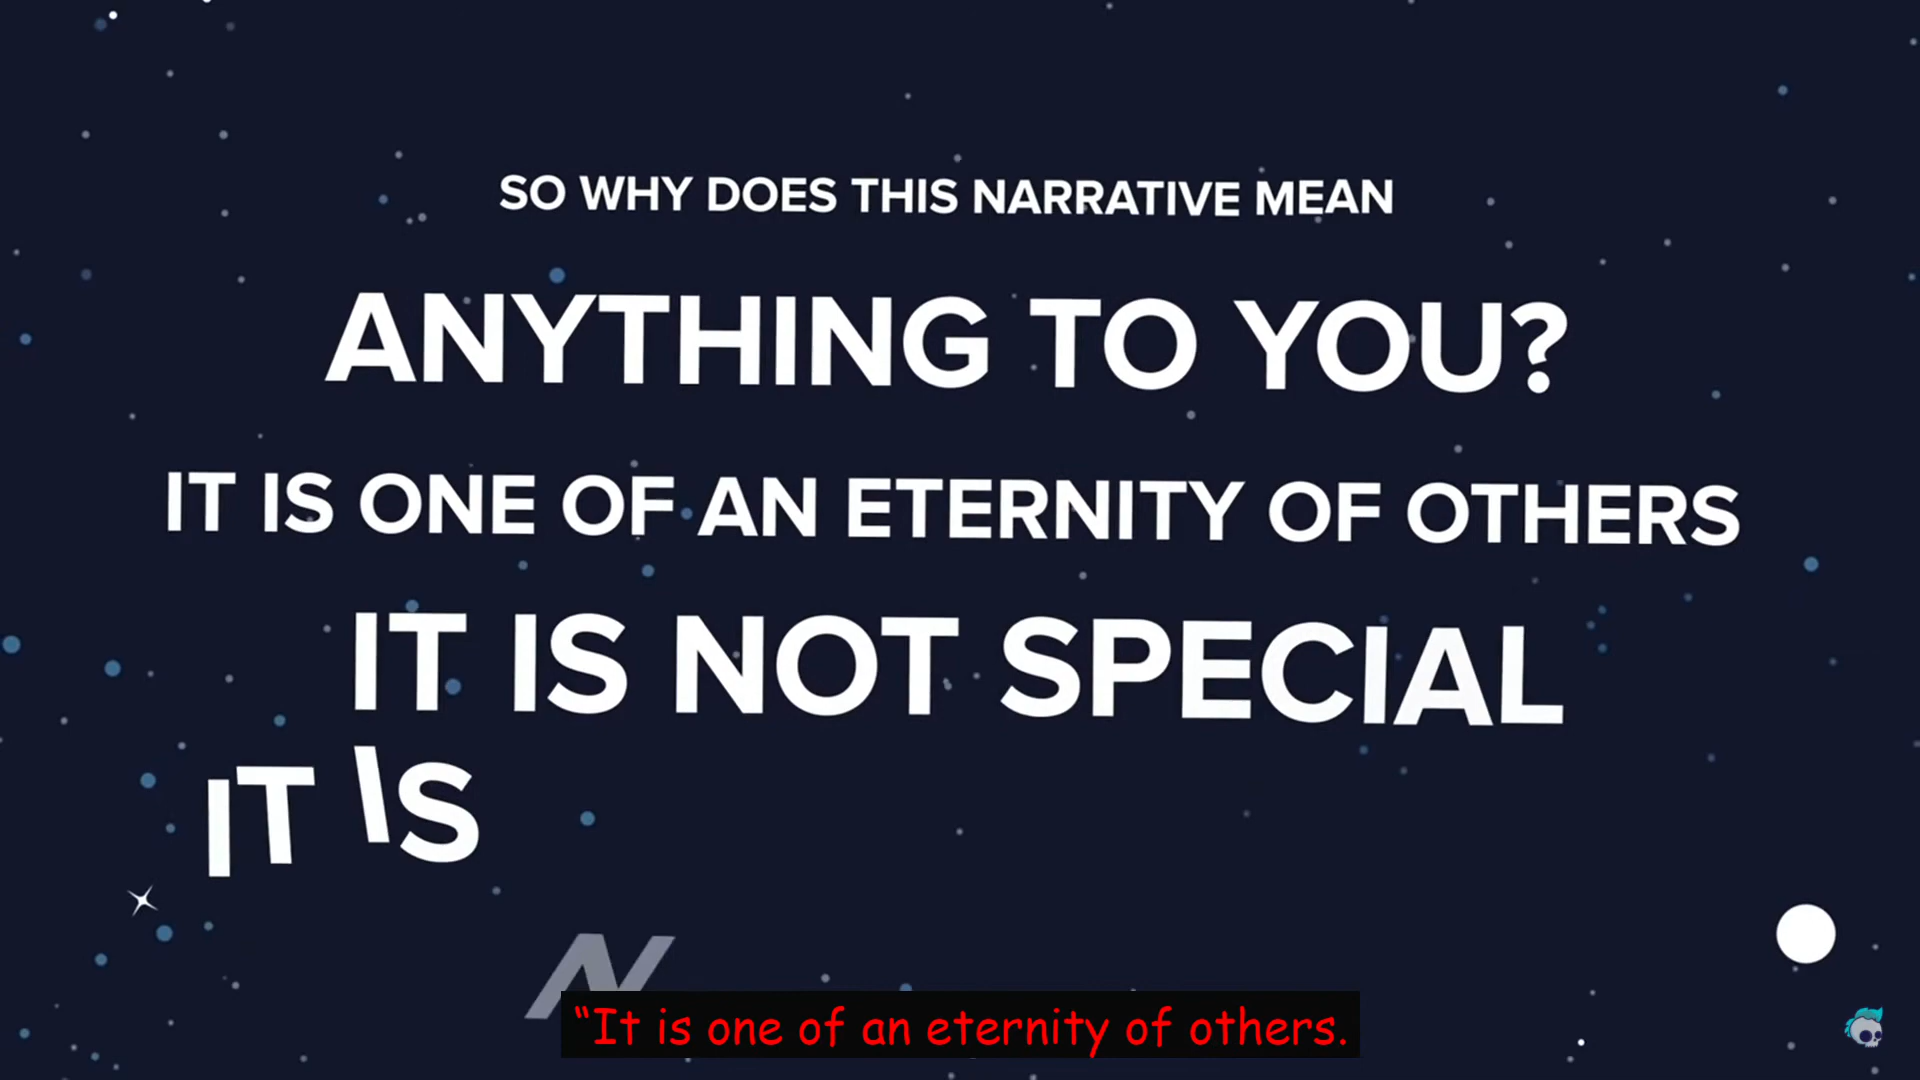 SO WHY DOES THIS NARRATIVE MEAN
ANYTHING TO YOU?
IT IS ONE OF AN ETERNITY OF OTHERS
IT IS NOT SPECIAL
IT IS
N
“It is one of an eternity of others.